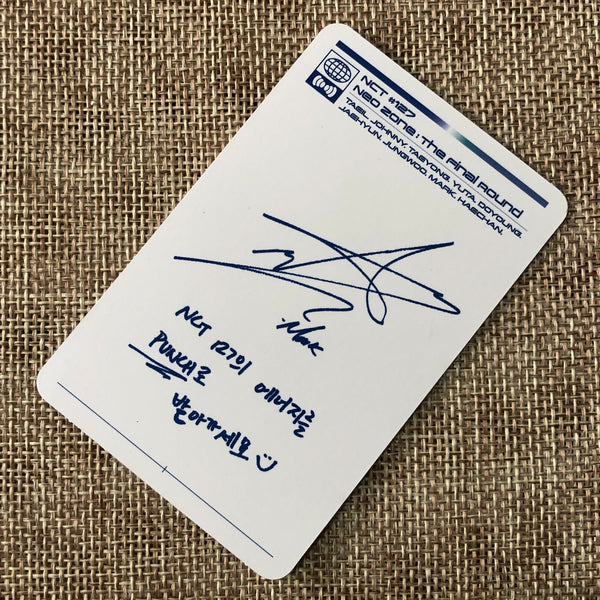 NCT #127
Neo Zone : The Final Round
TAEIL, JOHNNY, TAEYONG, YUTA, DOYOUNG,
JAEHYUN, JUNGWOO, MARK, HAECHAN.
Mark
NCT 127의 에너지를
PUNCH로
받아가세요